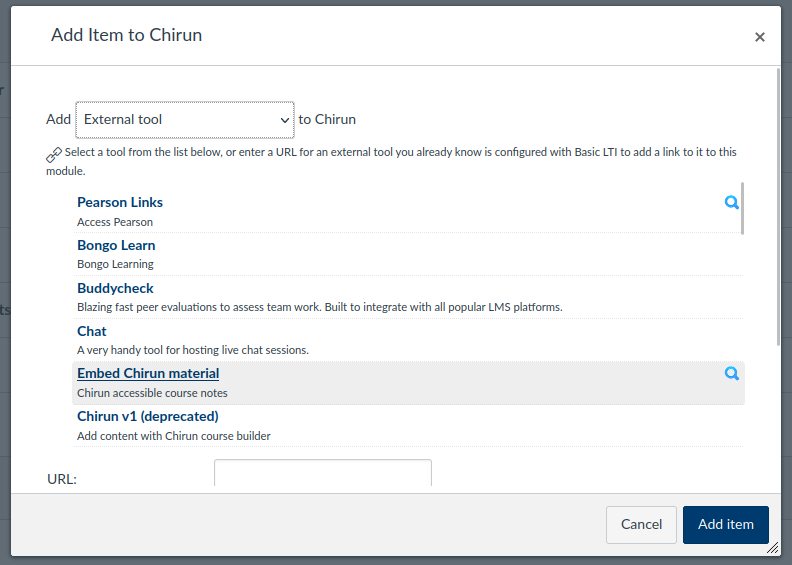 Add Item to Chirun
×
r
Add External tool to Chirun
Select a tool from the list below, or enter a URL for an external tool you already know is configured with Basic LTI to add a link to it to this
module.
Pearson Links
Access Pearson
Bongo Learn
Bongo Learning
Buddycheck
Blazing fast peer evaluations to assess team work. Built to integrate with all popular LMS platforms.
ts
Chat
A very handy tool for hosting live chat sessions.
Embed Chirun material
Chirun accessible course notes
Chirun v1 (deprecated)
Add content with Chirun course builder
URL:
Cancel
Add item